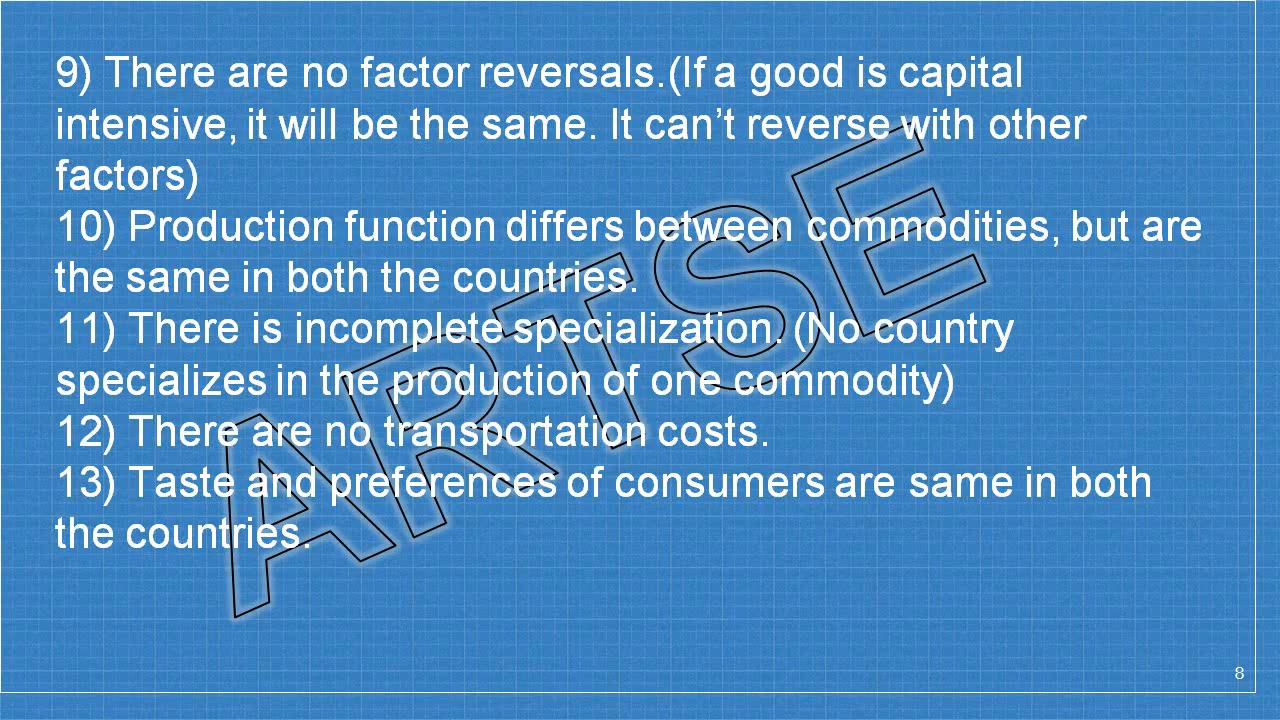 9) There are no factor reversals.(If a good is capital
intensive, it will be the same. It can’t reverse with other
factors)
10) Production function differs between commodities, but are
the same in both the countries.
11) There is incomplete specialization. (No country
specializes in the production of one commodity)
12) There are no transportation costs.
13) Taste and preferences of consumers are same in both
the countries.
ARTSE
8